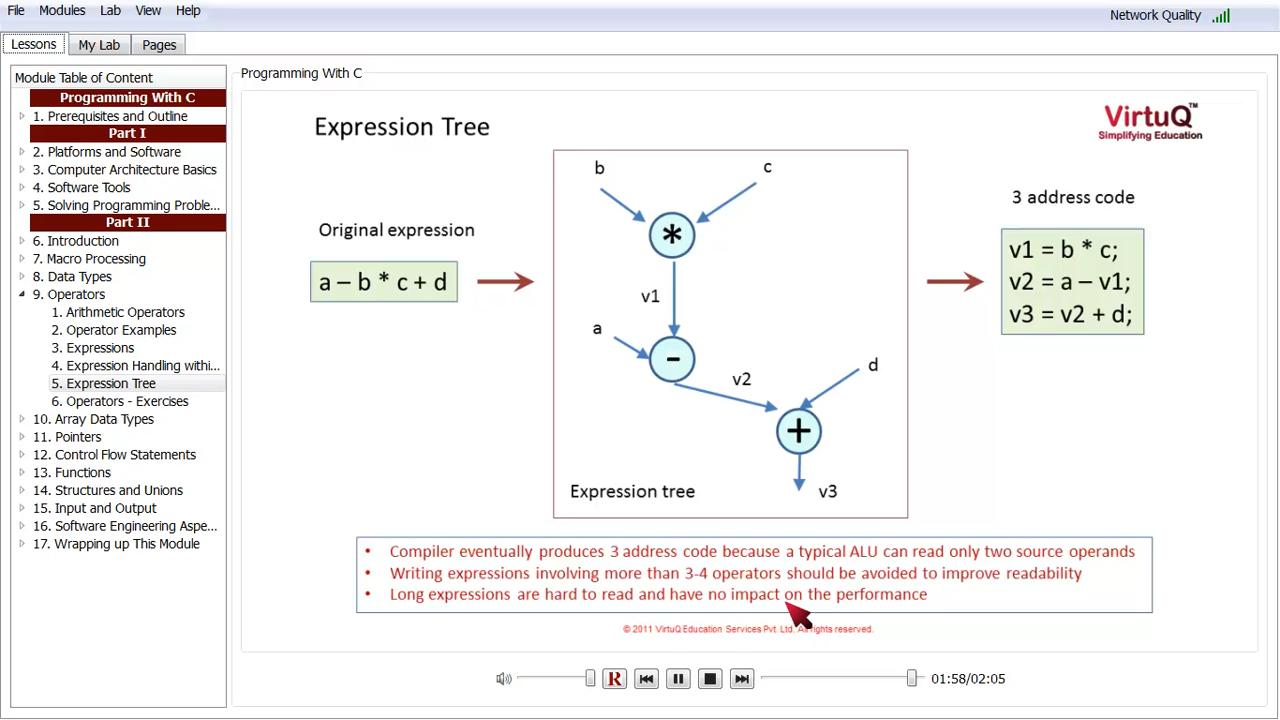 File Modules Lab View Help
Network Quality
Lessons My Lab Pages
Module Table of Content
Programming With C
1. Prerequisites and Outline
Part I
2. Platforms and Software
3. Computer Architecture Basics
4. Software Tools
5. Solving Programming Proble...
Part II
6. Introduction
7. Macro Processing
8. Data Types
9. Operators
1. Arithmetic Operators
2. Operator Examples
3. Expressions
4. Expression Handling withi...
5. Expression Tree
6. Operators - Exercises
10. Array Data Types
11. Pointers
12. Control Flow Statements
13. Functions
14. Structures and Unions
15. Input and Output
16. Software Engineering Aspe...
17. Wrapping up This Module
Programming With C
Expression Tree
VirtuQ™
Simplifying Education
Original expression
a – b * c + d
b c
*
v1
a
-
v2
d
+
v3
Expression tree
3 address code
v1 = b * c;
v2 = a – v1;
v3 = v2 + d;
• Compiler eventually produces 3 address code because a typical ALU can read only two source operands
• Writing expressions involving more than 3-4 operators should be avoided to improve readability
• Long expressions are hard to read and have no impact on the performance
© 2011 VirtuQ Education Services Pvt. Ltd. All rights reserved.
R
01:58/02:05